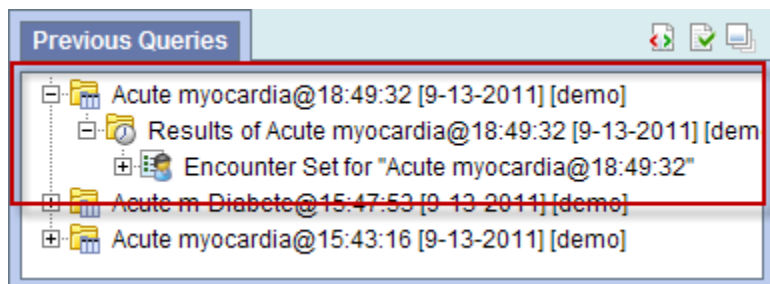 Previous Queries
Acute myocardia@18:49:32 [9-13-2011] [demo]
Results of Acute myocardia@18:49:32 [9-13-2011] [dem
Encounter Set for "Acute myocardia@18:49:32"
Acute m-Diabete@15:47:53 [9-13-2011] [demo]
Acute myocardia@15:43:16 [9-13-2011] [demo]